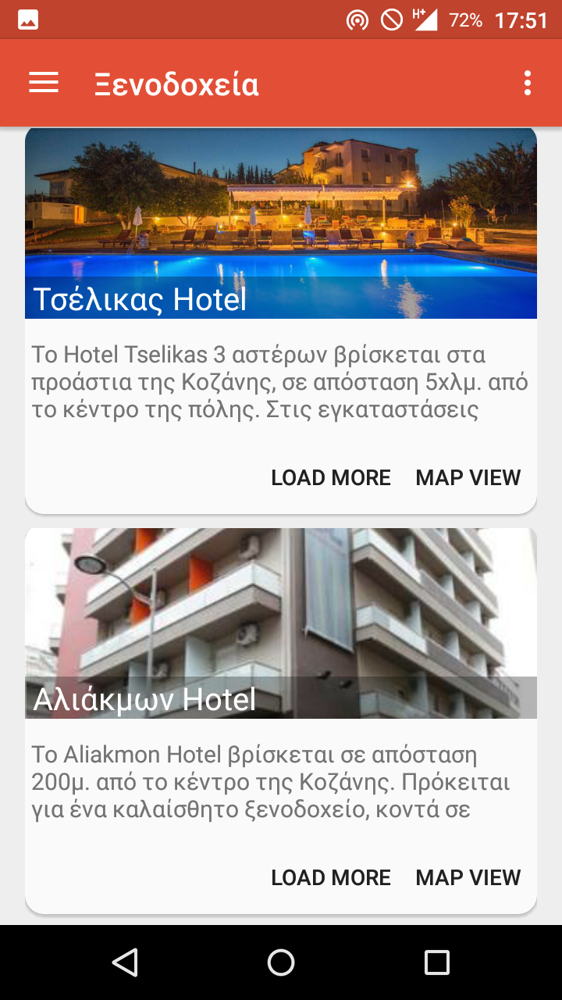 H+ 72% 17:51
Ξενοδοχεία
Τσέλικας Hotel
Το Hotel Tselikas 3 αστέρων βρίσκεται στα
προάστια της Κοζάνης, σε απόσταση 5χλμ. από
το κέντρο της πόλης. Στις εγκαταστάσεις
LOAD MORE MAP VIEW
Αλιάκμων Hotel
Το Aliakmon Hotel βρίσκεται σε απόσταση
200μ. από το κέντρο της Κοζάνης. Πρόκειται
για ένα καλαίσθητο ξενοδοχείο, κοντά σε
LOAD MORE MAP VIEW